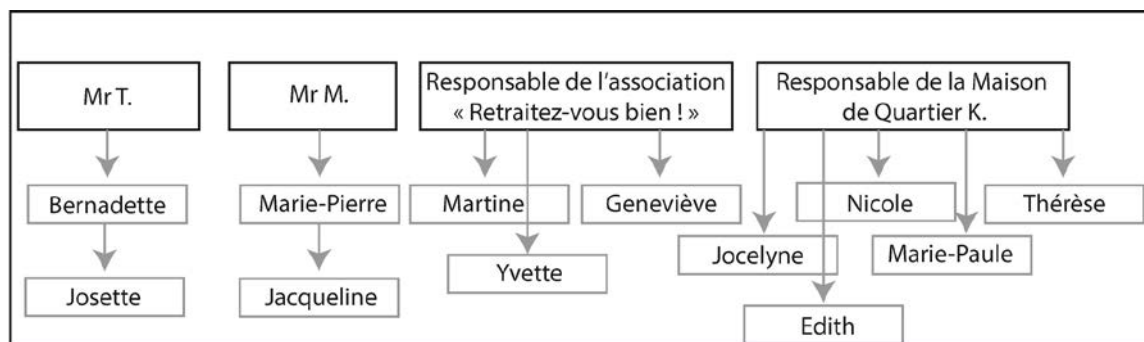 Mr T.
Mr M.
Responsable de l'association
« Retraitez-vous bien ! »
Responsable de la Maison
de Quartier K.
Bernadette
Marie-Pierre
Martine
Geneviève
Nicole
Thérèse
Jocelyne
Marie-Paule
Yvette
Josette
Jacqueline
Edith